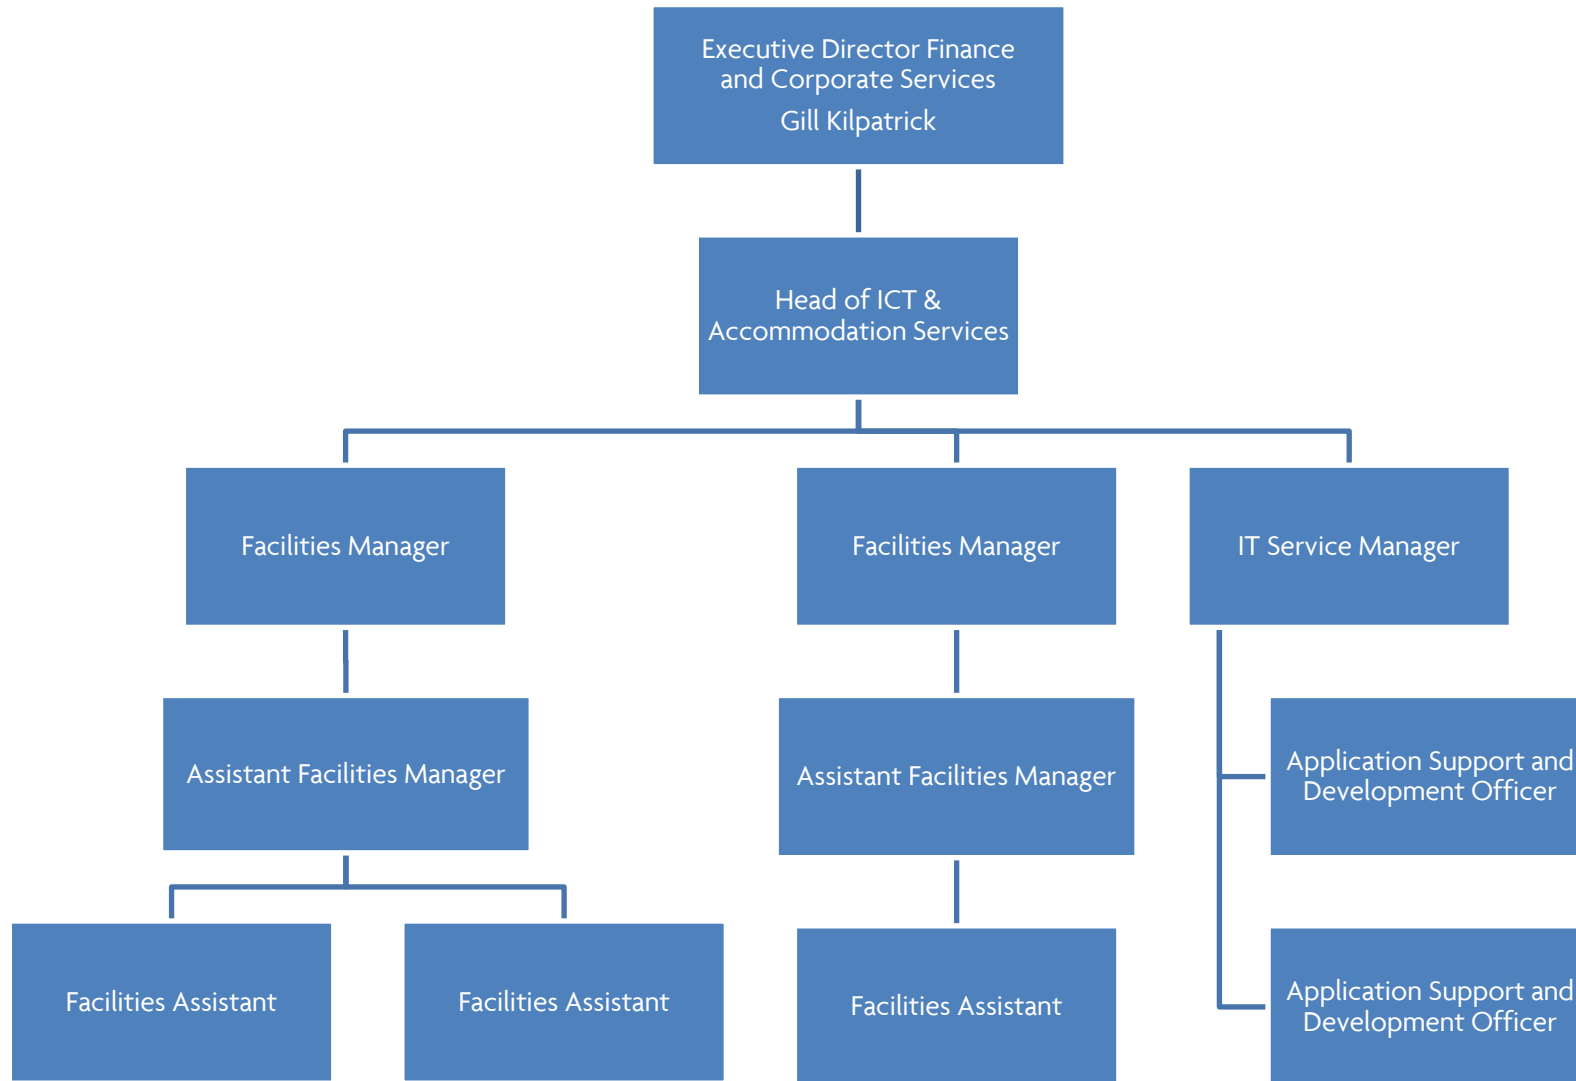 Executive Director Finance
and Corporate Services
Gill Kilpatrick
Head of ICT &
Accommodation Services
Facilities Manager
Facilities Manager
IT Service Manager
Assistant Facilities Manager
Assistant Facilities Manager
Application Support and
Development Officer
Facilities Assistant
Facilities Assistant
Facilities Assistant
Application Support and
Development Officer